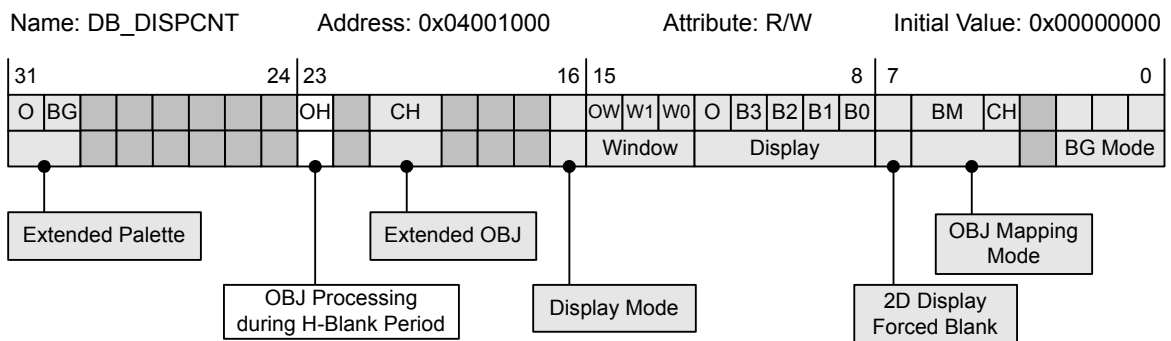 Name: DB_DISPCNT Address: 0x04001000 Attribute: R/W Initial Value: 0x00000000
31 24 23 16 15 8 7 0
O BG OH CH OW W1 W0 O B3 B2 B1 B0 BM CH
Window Display BG Mode
Extended Palette Extended OBJ OBJ Mapping
Mode
OBJ Processing
during H-Blank Period
Display Mode
2D Display
Forced Blank